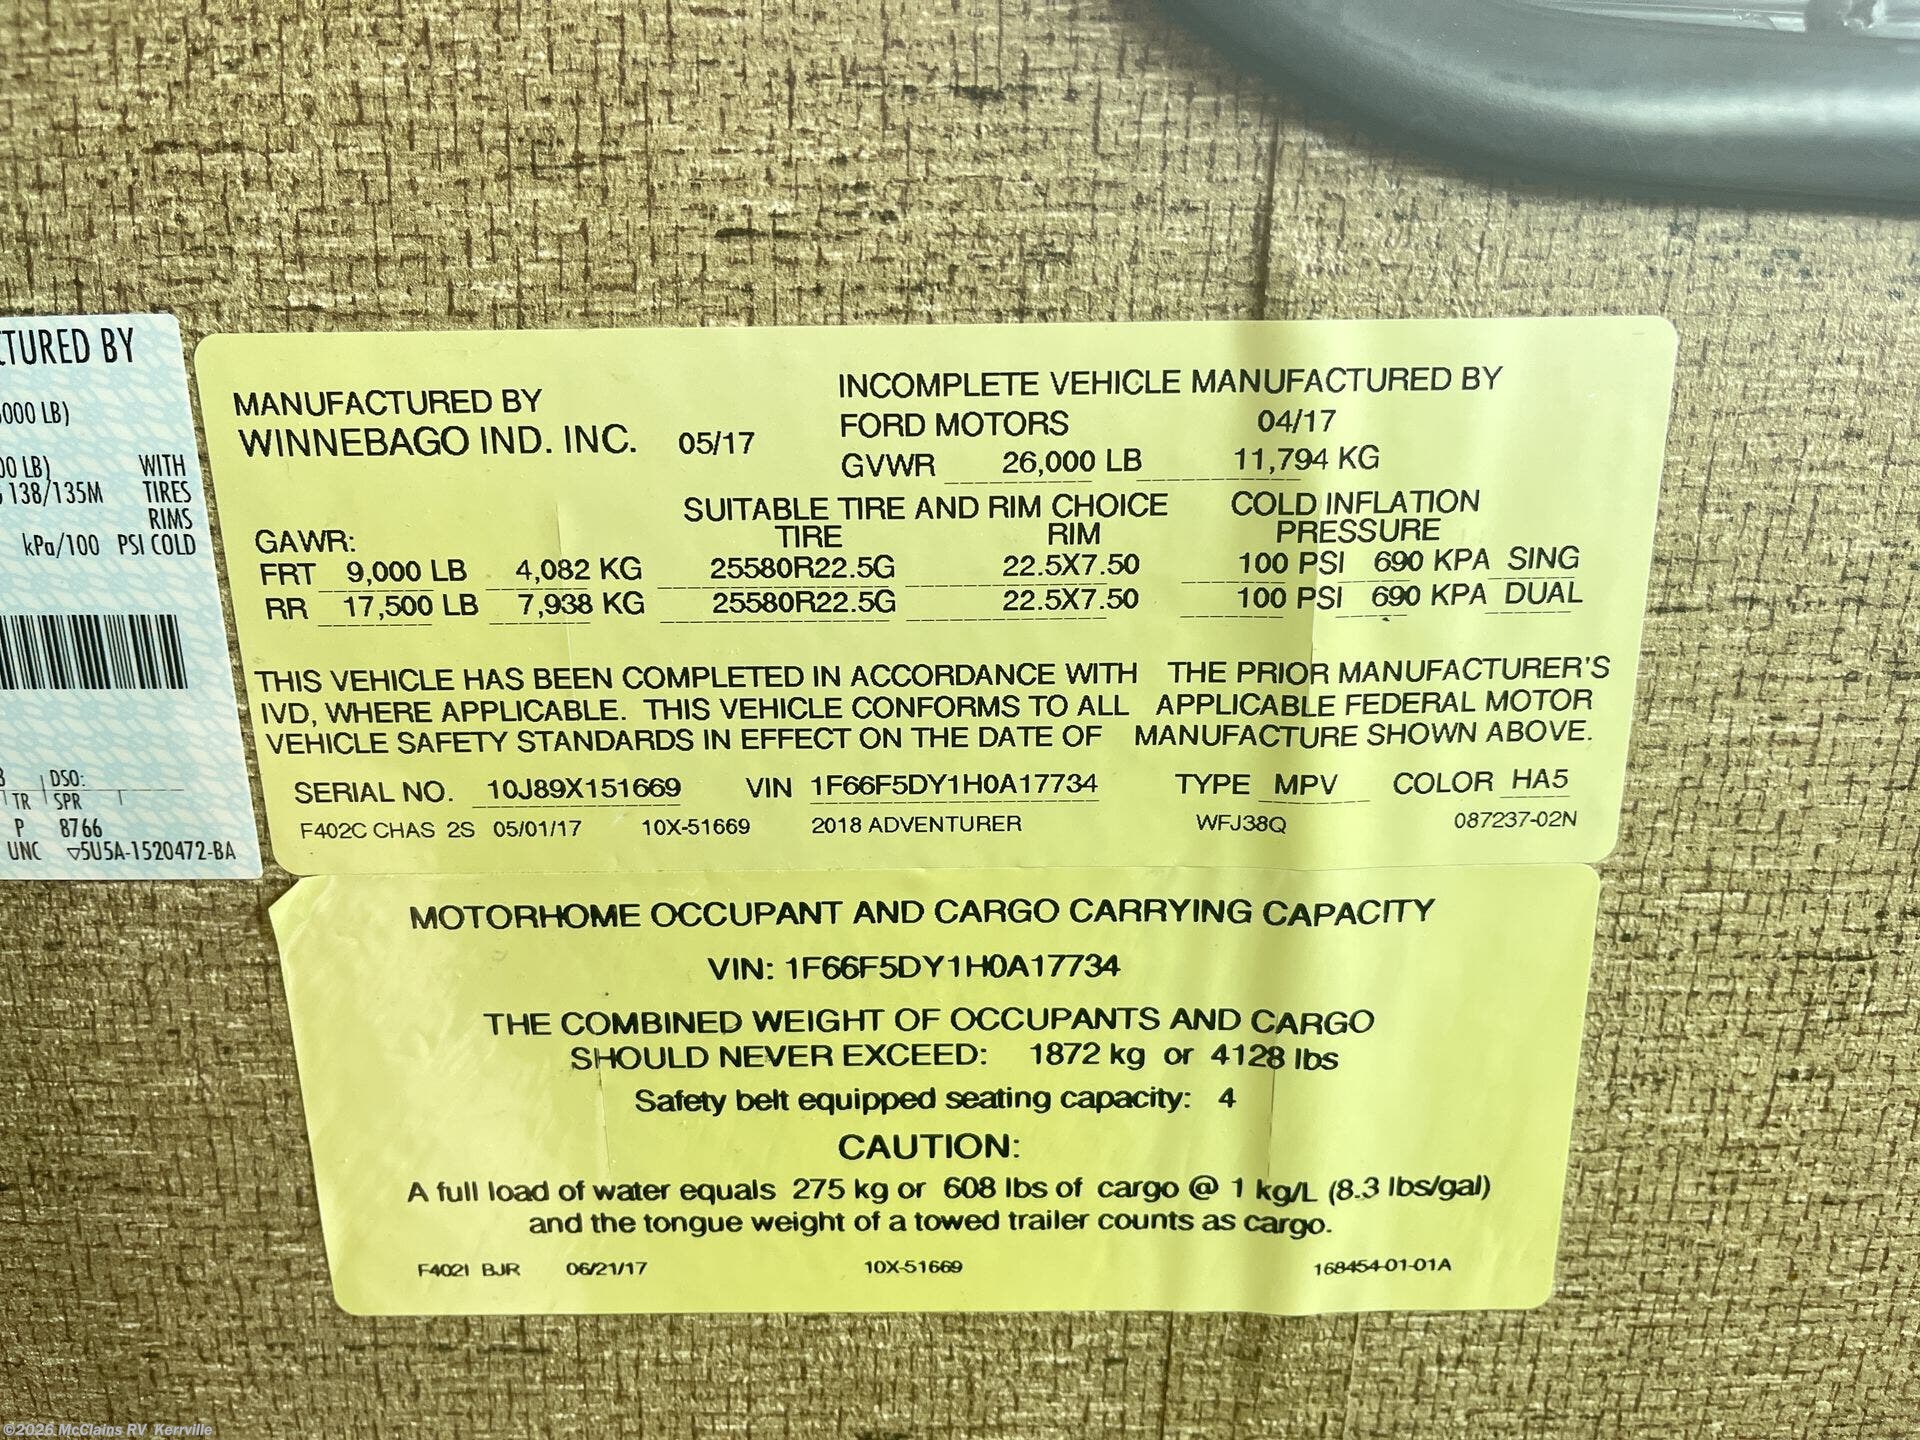 CTURED BY
000 LB)
00 LB) WITH
138/135M TIRES
RIMS
kPa/100 PSI COLD
DSO:
TR SPR
P 8766
UNC ▽5U5A-1520472-BA
MANUFACTURED BY
WINNEBAGO IND. INC. 05/17
INCOMPLETE VEHICLE MANUFACTURED BY
FORD MOTORS 04/17
GVWR 26,000 LB 11,794 KG
SUITABLE TIRE AND RIM CHOICE COLD INFLATION
GAWR: TIRE RIM PRESSURE
FRT 9,000 LB 4,082 KG 25580R22.5G 22.5X7.50 100 PSI 690 KPA SING
RR 17,500 LB 7,938 KG 25580R22.5G 22.5X7.50 100 PSI 690 KPA DUAL
THIS VEHICLE HAS BEEN COMPLETED IN ACCORDANCE WITH THE PRIOR MANUFACTURER'S
IVD, WHERE APPLICABLE. THIS VEHICLE CONFORMS TO ALL APPLICABLE FEDERAL MOTOR
VEHICLE SAFETY STANDARDS IN EFFECT ON THE DATE OF MANUFACTURE SHOWN ABOVE.
SERIAL NO. 10J89X151669 VIN 1F66F5DY1H0A17734 TYPE MPV COLOR HA5
F402C CHAS 2S 05/01/17 10X-51669 2018 ADVENTURER WFJ38Q 087237-02N
MOTORHOME OCCUPANT AND CARGO CARRYING CAPACITY
VIN: 1F66F5DY1H0A17734
THE COMBINED WEIGHT OF OCCUPANTS AND CARGO
SHOULD NEVER EXCEED: 1872 kg or 4128 lbs
Safety belt equipped seating capacity: 4
CAUTION:
A full load of water equals 275 kg or 608 lbs of cargo @ 1 kg/L (8.3 lbs/gal)
and the tongue weight of a towed trailer counts as cargo.
F402I BJR 06/21/17 10X-51669 168454-01-01A
©2026 McClains RV Kerrville